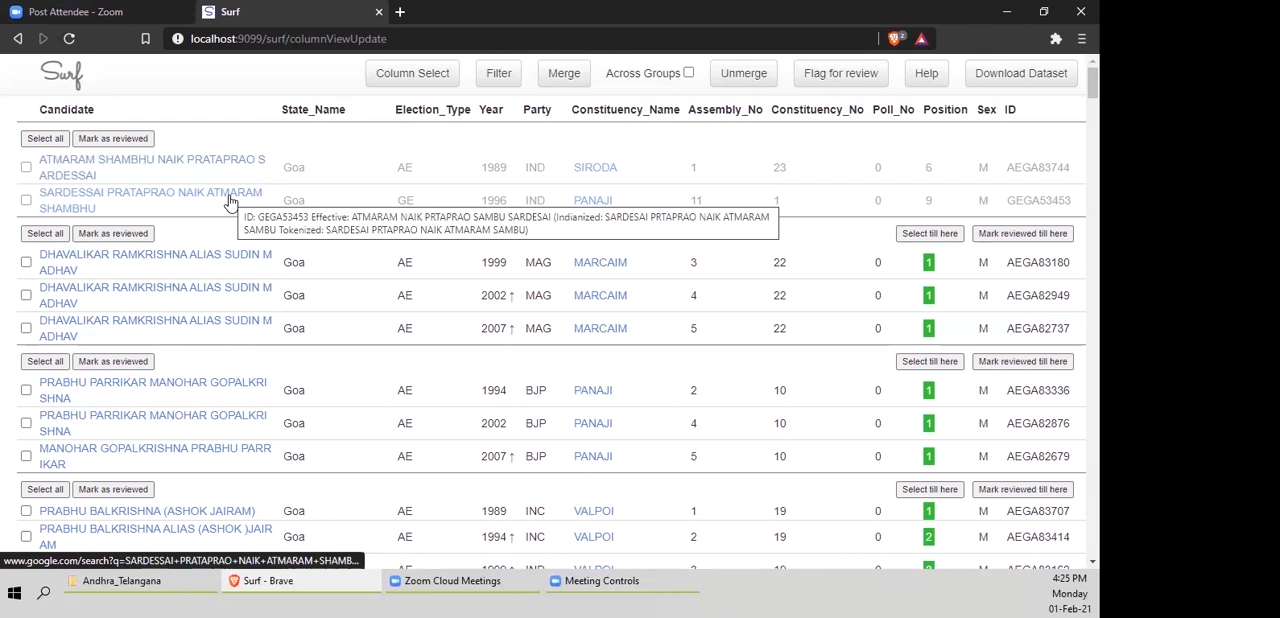 Post Attendee - Zoom
Surf
localhost:9099/surf/columnViewUpdate
2
Surf
Column Select Filter Merge Across Groups Unmerge Flag for review Help Download Dataset
Candidate State_Name Election_Type Year Party Constituency_Name Assembly_No Constituency_No Poll_No Position Sex ID
Select all Mark as reviewed
ATMARAM SHAMBHU NAIK PRATAPRAO S
ARDESSAI
Goa AE 1989 IND SIRODA 1 23 0 6 M AEGA83744
SARDESSAI PRATAPRAO NAIK ATMARAM
SHAMBHU
Goa GE 1996 IND PANAJI 11 1 0 9 M GEGA53453
ID: GEGA53453 Effective: ATMARAM NAIK PRTAPRAO SAMBU SARDESAI (Indianized: SARDESAI PRTAPRAO NAIK ATMARAM
SAMBU Tokenized: SARDESAI PRTAPRAO NAIK ATMARAM SAMBU)
Select all Mark as reviewed Select till here Mark reviewed till here
DHAVALIKAR RAMKRISHNA ALIAS SUDIN M
ADHAV
Goa AE 1999 MAG MARCAIM 3 22 0 1 M AEGA83180
DHAVALIKAR RAMKRISHNA ALIAS SUDIN M
ADHAV
Goa AE 2002 ↑ MAG MARCAIM 4 22 0 1 M AEGA82949
DHAVALIKAR RAMKRISHNA ALIAS SUDIN M
ADHAV
Goa AE 2007 ↑ MAG MARCAIM 5 22 0 1 M AEGA82737
Select all Mark as reviewed Select till here Mark reviewed till here
PRABHU PARRIKAR MANOHAR GOPALKRI
SHNA
Goa AE 1994 BJP PANAJI 2 10 0 1 M AEGA83336
PRABHU PARRIKAR MANOHAR GOPALKRI
SHNA
Goa AE 2002 BJP PANAJI 4 10 0 1 M AEGA82876
MANOHAR GOPALKRISHNA PRABHU PARR
IKAR
Goa AE 2007 ↑ BJP PANAJI 5 10 0 1 M AEGA82679
Select all Mark as reviewed Select till here Mark reviewed till here
PRABHU BALKRISHNA (ASHOK JAIRAM) Goa AE 1989 INC VALPOI 1 19 0 1 M AEGA83707
PRABHU BALKRISHNA ALIAS (ASHOK )JAIR
AM
Goa AE 1994 ↑ INC VALPOI 2 19 0 2 M AEGA83414
www.google.com/search?q=SARDESSAI+PRATAPRAO+NAIK+ATMARAM+SHAMB...
Andhra_Telangana Surf - Brave Zoom Cloud Meetings Meeting Controls
4:25 PM
Monday
01-Feb-21